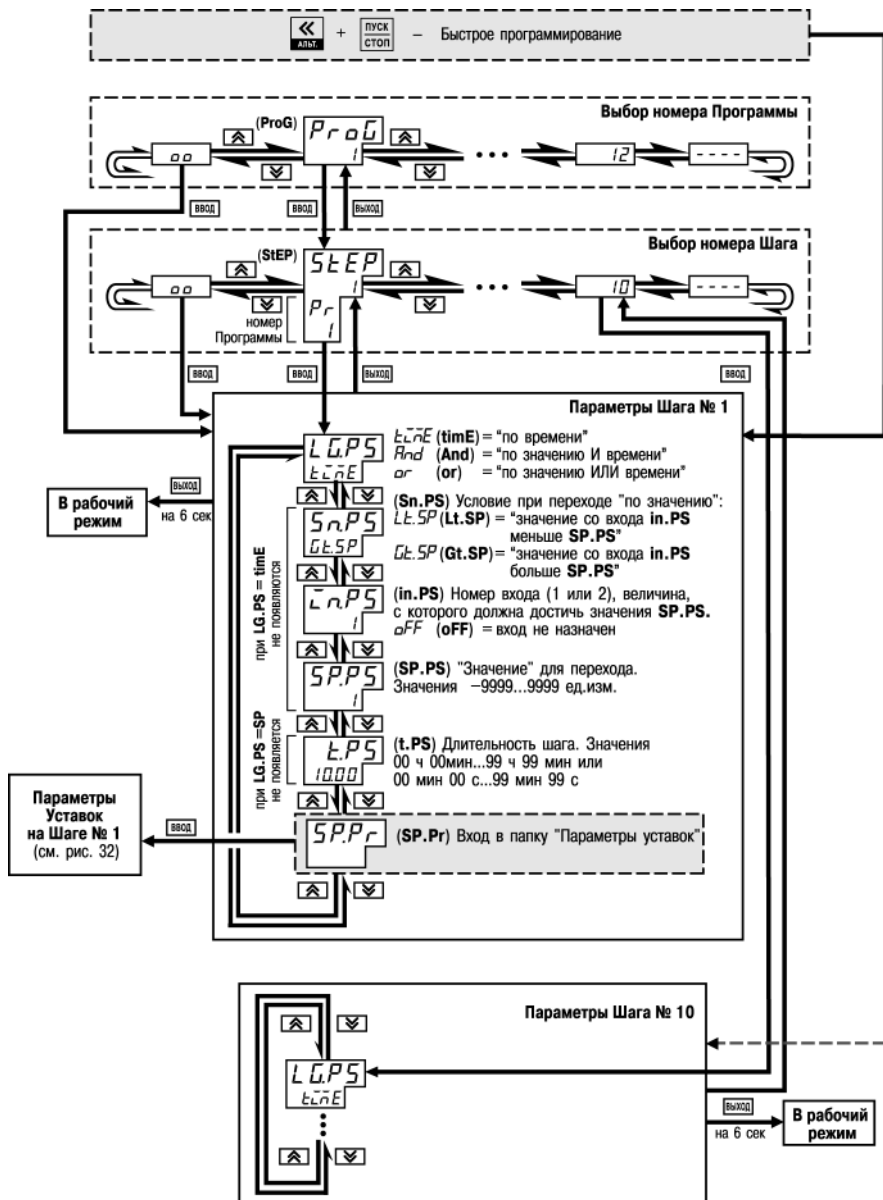 « АЛЬТ. + ПУСК СТОП – Быстрое программирование
Выбор номера Программы
(ProG) ProG
oo 1 ••• 12 ----
ВВОД ВВОД ВЫХОД
Выбор номера Шага
(StEP) StEP
oo 1 ••• 10 ----
номер
Программы
Pr
1
ВВОД ВВОД ВЫХОД ВВОД
Параметры Шага № 1
LG.PS
timE
timE (timE) = "по времени"
And (And) = "по значению И времени"
or (or) = "по значению ИЛИ времени"
ВЫХОД
на 6 сек
В рабочий
режим
при LG.PS = timE
не появляются
Sn.PS
Gt.SP
(Sn.PS) Условие при переходе "по значению":
Lt.SP (Lt.SP) = "значение со входа in.PS
меньше SP.PS"
Gt.SP (Gt.SP) = "значение со входа in.PS
больше SP.PS"
in.PS
1
(in.PS) Номер входа (1 или 2), величина,
с которого должна достичь значения SP.PS.
oFF (oFF) = вход не назначен
SP.PS
1
(SP.PS) "Значение" для перехода.
Значения –9999...9999 ед.изм.
при LG.PS =SP
не появляется
t.PS
10.00
(t.PS) Длительность шага. Значения
00 ч 00мин...99 ч 99 мин или
00 мин 00 с...99 мин 99 с
Параметры
Уставок
на Шаге № 1
(см. рис. 32)
ВВОД
SP.Pr
(SP.Pr) Вход в папку "Параметры уставок"
Параметры Шага № 10
LG.PS
timE
ВЫХОД
на 6 сек
В рабочий
режим